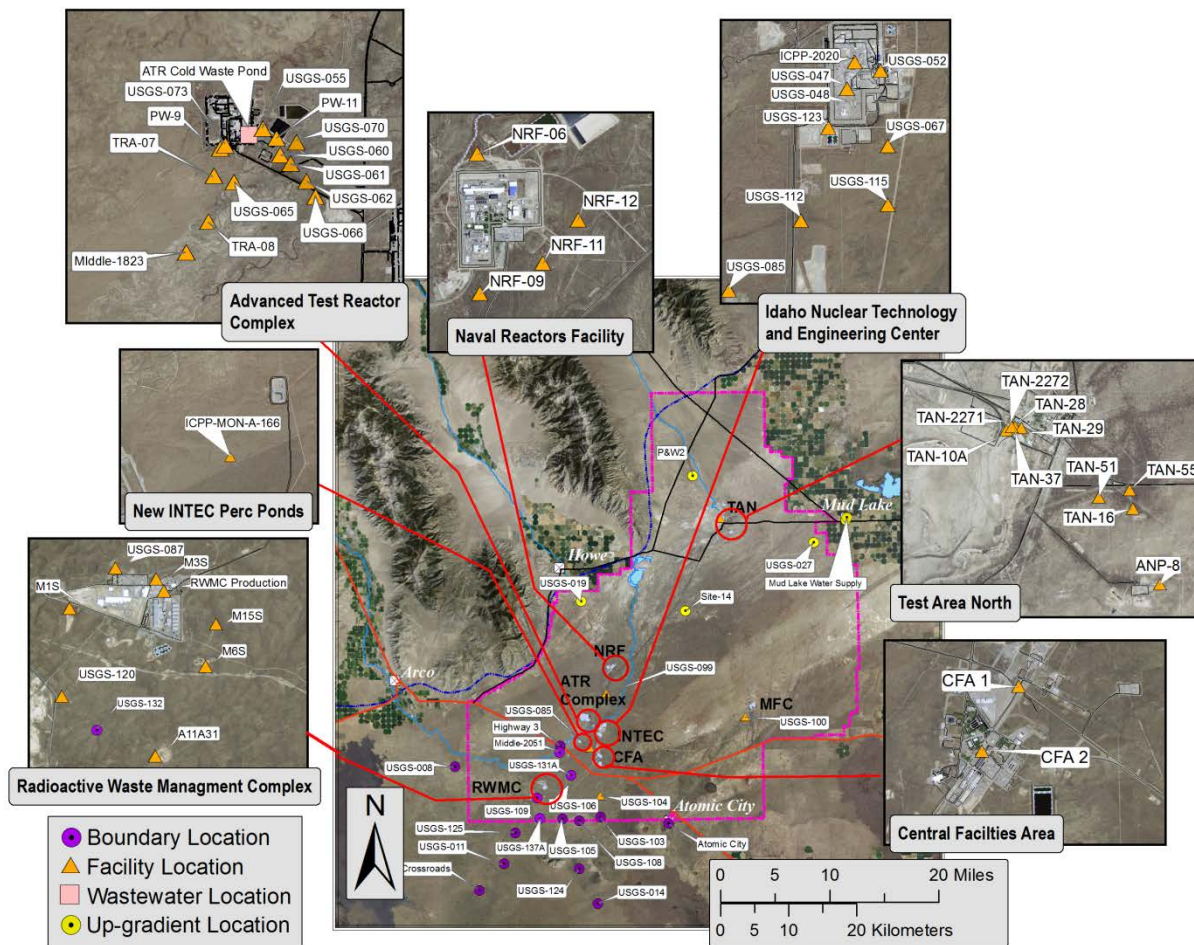 ATR Cold Waste Pond
USGS-055
USGS-073
PW-11
PW-9
USGS-070
TRA-07
USGS-060
USGS-061
USGS-065
USGS-062
USGS-066
TRA-08
MIddle-1823
Advanced Test Reactor
Complex
NRF-06
NRF-12
NRF-11
NRF-09
Naval Reactors Facility
ICPP-2020
USGS-052
USGS-047
USGS-048
USGS-123
USGS-067
USGS-115
USGS-112
USGS-085
Idaho Nuclear Technology
and Engineering Center
ICPP-MON-A-166
New INTEC Perc Ponds
TAN-2272
TAN-28
TAN-2271
TAN-29
TAN-10A
TAN-37
TAN-51
TAN-55
TAN-16
ANP-8
Test Area North
USGS-087
M3S
RWMC Production
M1S
M15S
M6S
USGS-120
USGS-132
A11A31
Radioactive Waste Managment Complex
CFA 1
CFA 2
Central Facilties Area
P&W2
TAN
Mud Lake
Howe
USGS-027
Mud Lake Water Supply
USGS-019
Site-14
NRF
USGS-099
Arco
ATR
Complex
MFC
USGS-085
USGS-100
Highway 3
INTEC
Middle-2051
CFA
USGS-008
USGS-131A
RWMC
USGS-106
USGS-104
Atomic City
USGS-109
USGS-125
USGS-103
Atomic City
USGS-137A
USGS-105
USGS-011
USGS-108
Crossroads
USGS-124
USGS-014
N
Boundary Location
Facility Location
Wastewater Location
Up-gradient Location
0 5 10 20 Miles
0 5 10 20 Kilometers